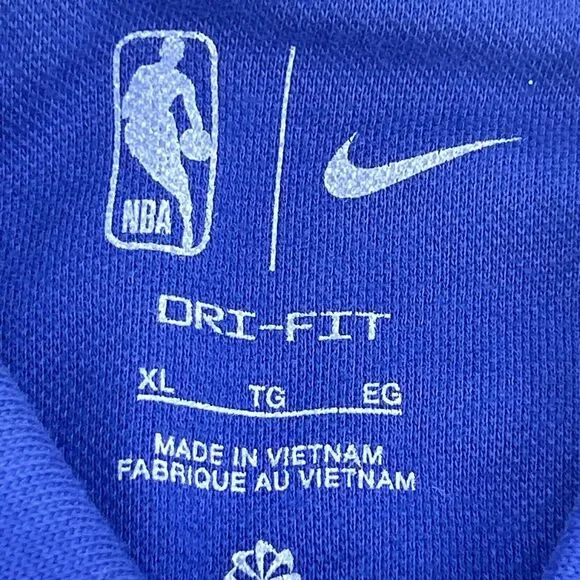 NBA
DRI-FIT
XL TG EG
MADE IN VIETNAM
FABRIQUE AU VIETNAM